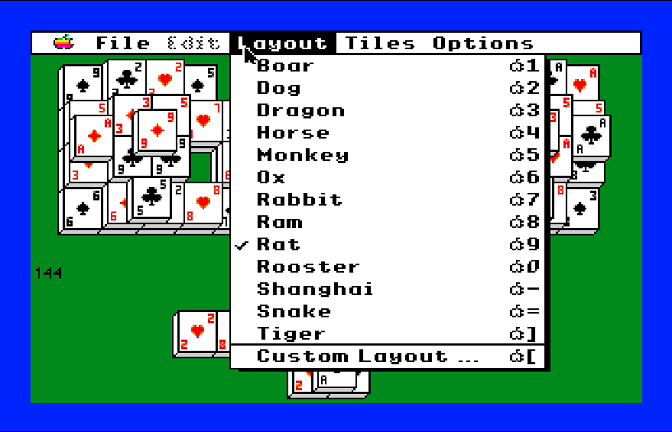 File Edit Layout Tiles Options
Boar 1
Dog 2
Dragon 3
Horse 4
Monkey 5
Ox 6
Rabbit 7
Ram 8
✓ Rat 9
Rooster 0
Shanghai -
Snake =
Tiger ]
Custom Layout ... [
144